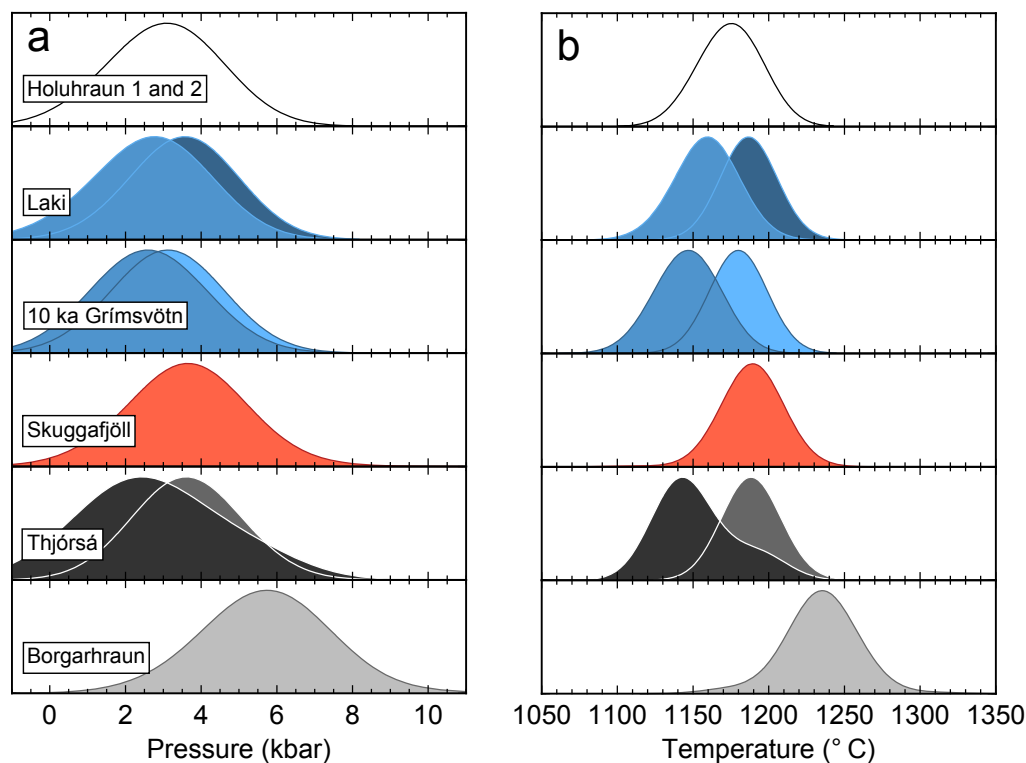 a
b
Holuhraun 1 and 2
Laki
10 ka Grímsvötn
Skuggafjöll
Thjórsá
Borgarhraun
0 2 4 6 8 10
1050 1100 1150 1200 1250 1300 1350
Pressure (kbar)
Temperature (° C)